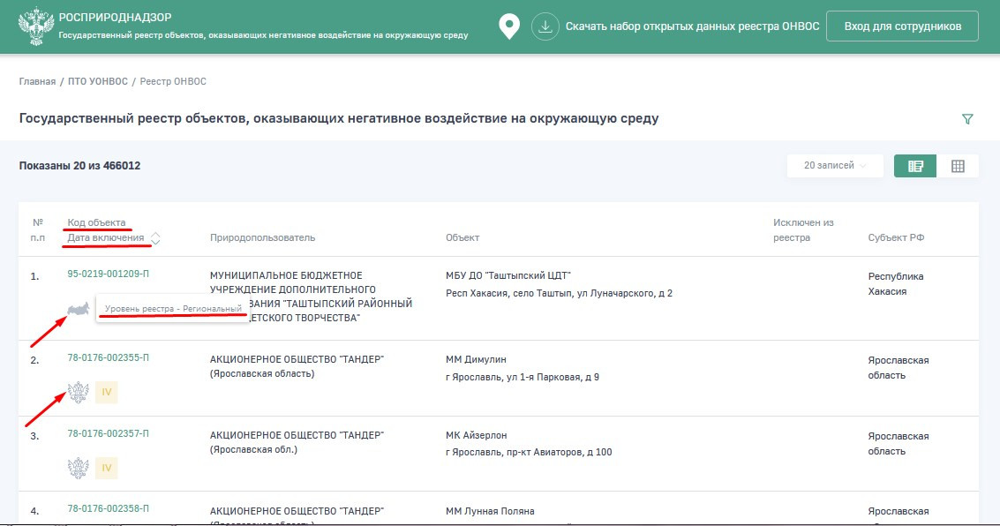 РОСПРИРОДНАДЗОР
Государственный реестр объектов, оказывающих негативное воздействие на окружающую среду
Скачать набор открытых данных реестра ОНВОС
Вход для сотрудников
Главная / ПТО УОНВОС / Реестр ОНВОС
Государственный реестр объектов, оказывающих негативное воздействие на окружающую среду
Показаны 20 из 466012
20 записей
№ п.п
Код объекта
Дата включения
Природопользователь
Объект
Исключен из реестра
Субъект РФ
1.
95-0219-001209-П
Уровень реестра - Региональный
МУНИЦИПАЛЬНОЕ БЮДЖЕТНОЕ
УЧРЕЖДЕНИЕ ДОПОЛНИТЕЛЬНОГО
ВАНИЯ "ТАШТЫПСКИЙ РАЙОННЫЙ
ЕТСКОГО ТВОРЧЕСТВА"
МБУ ДО "Таштыпский ЦДТ"
Респ Хакасия, село Таштып, ул Луначарского, д 2
Республика
Хакасия
2.
78-0176-002355-П
IV
АКЦИОНЕРНОЕ ОБЩЕСТВО "ТАНДЕР"
(Ярославская область)
ММ Димулин
г Ярославль, ул 1-я Парковая, д 9
Ярославская
область
3.
78-0176-002357-П
IV
АКЦИОНЕРНОЕ ОБЩЕСТВО "ТАНДЕР"
(Ярославская обл.)
МК Айзерлон
г Ярославль, пр-кт Авиаторов, д 100
Ярославская
область
4.
78-0176-002358-П
АКЦИОНЕРНОЕ ОБЩЕСТВО "ТАНДЕР"
ММ Лунная Поляна
Ярославская